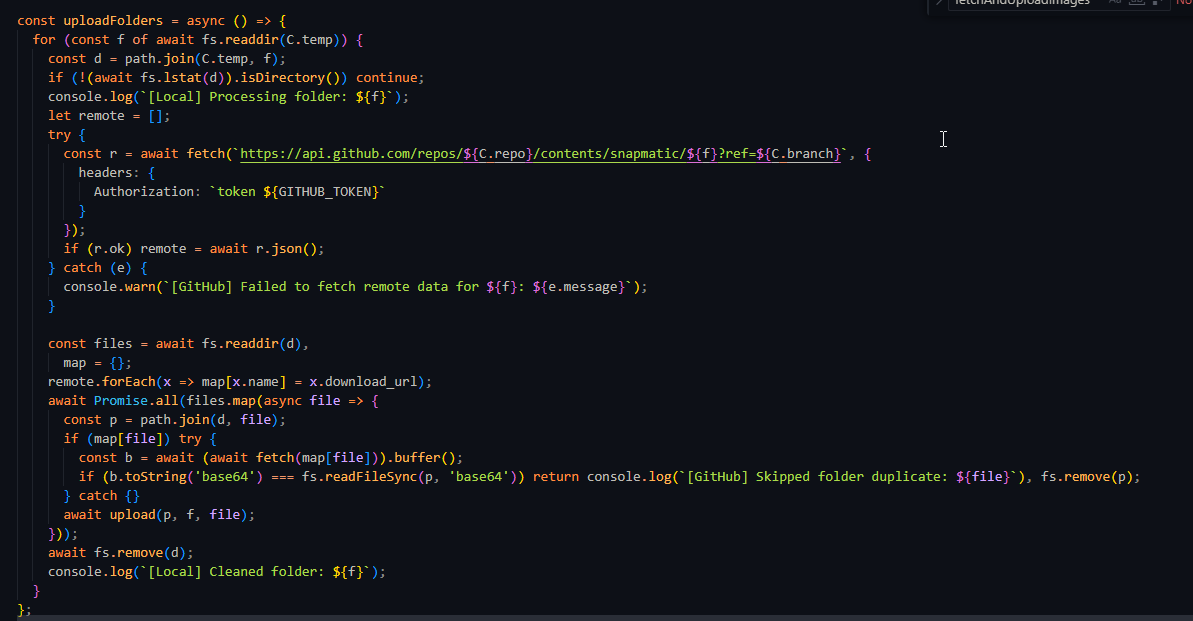 fetchAndUploadImages
No
const uploadFolders = async () => {
  for (const f of await fs.readdir(C.temp)) {
    const d = path.join(C.temp, f);
    if (!(await fs.lstat(d)).isDirectory()) continue;
    console.log(`[Local] Processing folder: ${f}`);
    let remote = [];
    try {
      const r = await fetch(`https://api.github.com/repos/${C.repo}/contents/snapmatic/${f}?ref=${C.branch}`, {
        headers: {
          Authorization: `token ${GITHUB_TOKEN}`
        }
      });
      if (r.ok) remote = await r.json();
    } catch (e) {
      console.warn(`[GitHub] Failed to fetch remote data for ${f}: ${e.message}`);
    }

    const files = await fs.readdir(d),
      map = {};
    remote.forEach(x => map[x.name] = x.download_url);
    await Promise.all(files.map(async file => {
      const p = path.join(d, file);
      if (map[file]) try {
        const b = await (await fetch(map[file])).buffer();
        if (b.toString('base64') === fs.readFileSync(p, 'base64')) return console.log(`[GitHub] Skipped folder duplicate: ${file}`), fs.remove(p);
      } catch {}
      await upload(p, f, file);
    }));
    await fs.remove(d);
    console.log(`[Local] Cleaned folder: ${f}`);
  }
};